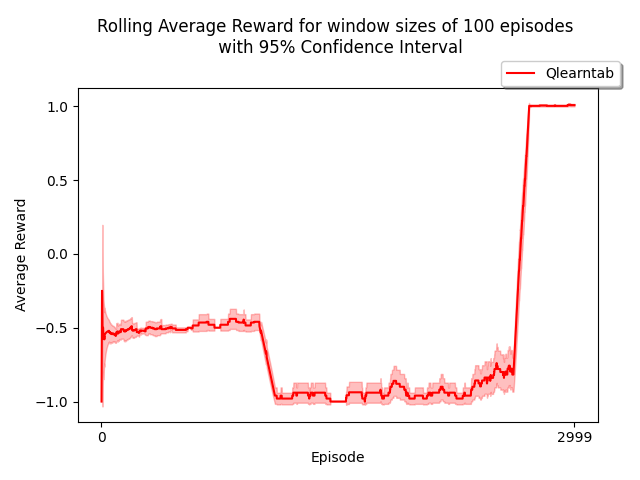 Rolling Average Reward for window sizes of 100 episodes
with 95% Confidence Interval
Qlearntab
1.0
0.5
0.0
−0.5
−1.0
Average Reward
0
2999
Episode